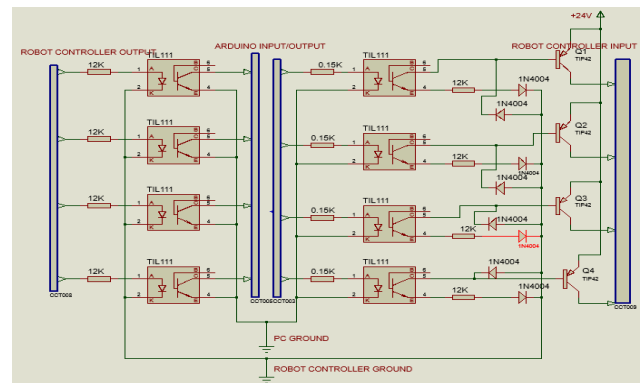 +24V
ROBOT CONTROLLER OUTPUT
TIL111
ARDUINO INPUT/OUTPUT
TIL111
ROBOT CONTROLLER INPUT
Q1
TIP42
12K
0.15K
12K
1N4004
1N4004
TIL111
TIL111
Q2
TIP42
12K
0.15K
12K
1N4004
1N4004
TIL111
TIL111
Q3
TIP42
12K
0.15K
1N4004
12K
1N4004
TIL111
TIL111
1N4004
Q4
TIP42
12K
0.15K
12K
1N4004
PC GROUND
ROBOT CONTROLLER GROUND